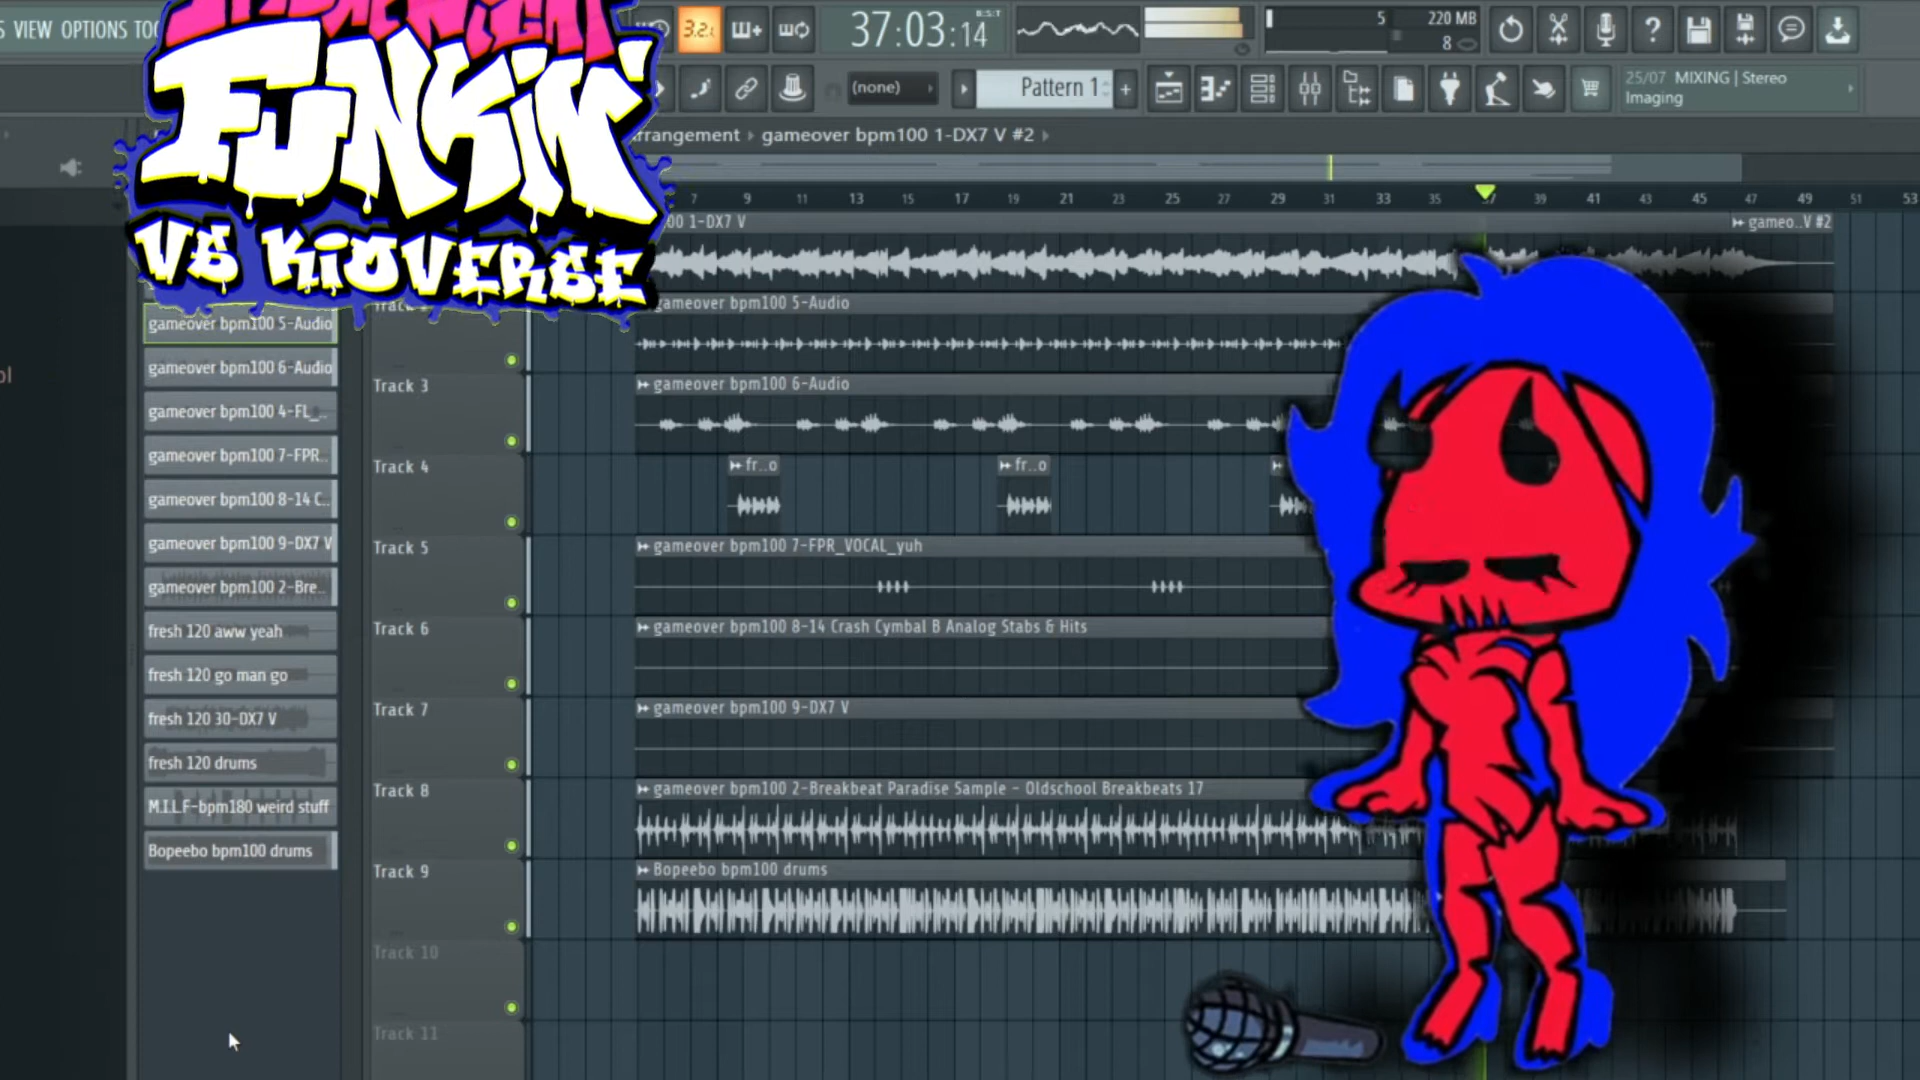 VIEW OPTIONS
FUNKIN'
VS KIOVERSE
3.2
37:03:14
B:S:T
5
220 MB
8
(none)
Pattern 1
25/07 MIXING | Stereo
Imaging
rrangement › gameover bpm100 1-DX7 V #2
7 9 11 13 15 17 19 21 23 25 27 29 31 33 35 37 39 41 43 45 47 49 51 53
00 1-DX7 V
gameo..V #2
gameover bpm100 5-Audio
gameover bpm100 6-Audio
gameover bpm100 4-FL_..
gameover bpm100 7-FPR..
gameover bpm100 8-14 C..
gameover bpm100 9-DX7 V
gameover bpm100 2-Bre..
fresh 120 aww yeah
fresh 120 go man go
fresh 120 30-DX7 V
fresh 120 drums
M.I.L.F-bpm180 weird stuff
Bopeebo bpm100 drums
gameover bpm100 5-Audio
Track 3
gameover bpm100 6-Audio
Track 4
fr..o
fr..o
Track 5
gameover bpm100 7-FPR_VOCAL_yuh
Track 6
gameover bpm100 8-14 Crash Cymbal B Analog Stabs & Hits
Track 7
gameover bpm100 9-DX7 V
Track 8
gameover bpm100 2-Breakbeat Paradise Sample - Oldschool Breakbeats 17
Track 9
Bopeebo bpm100 drums
Track 10
Track 11